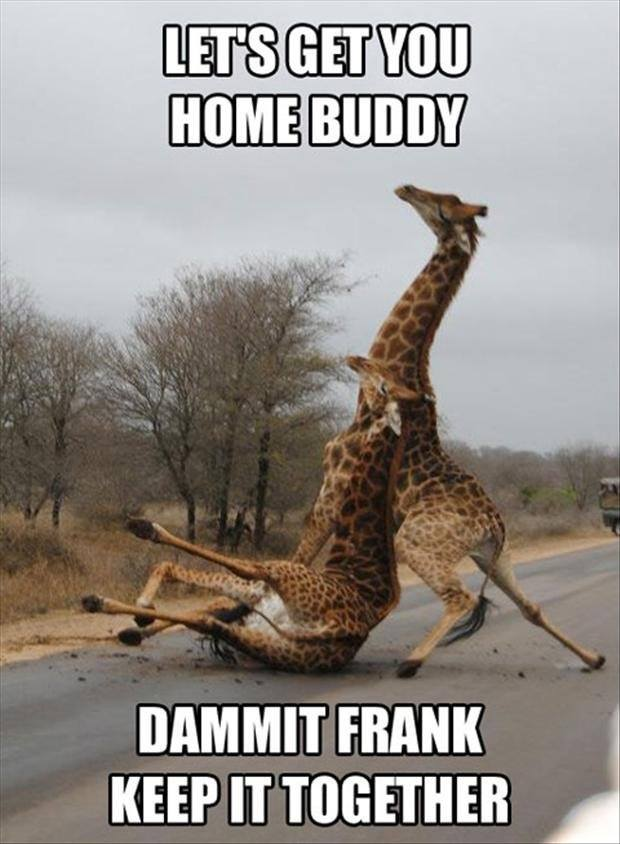 LET'S GET YOU
HOME BUDDY
DAMMIT FRANK
KEEP IT TOGETHER